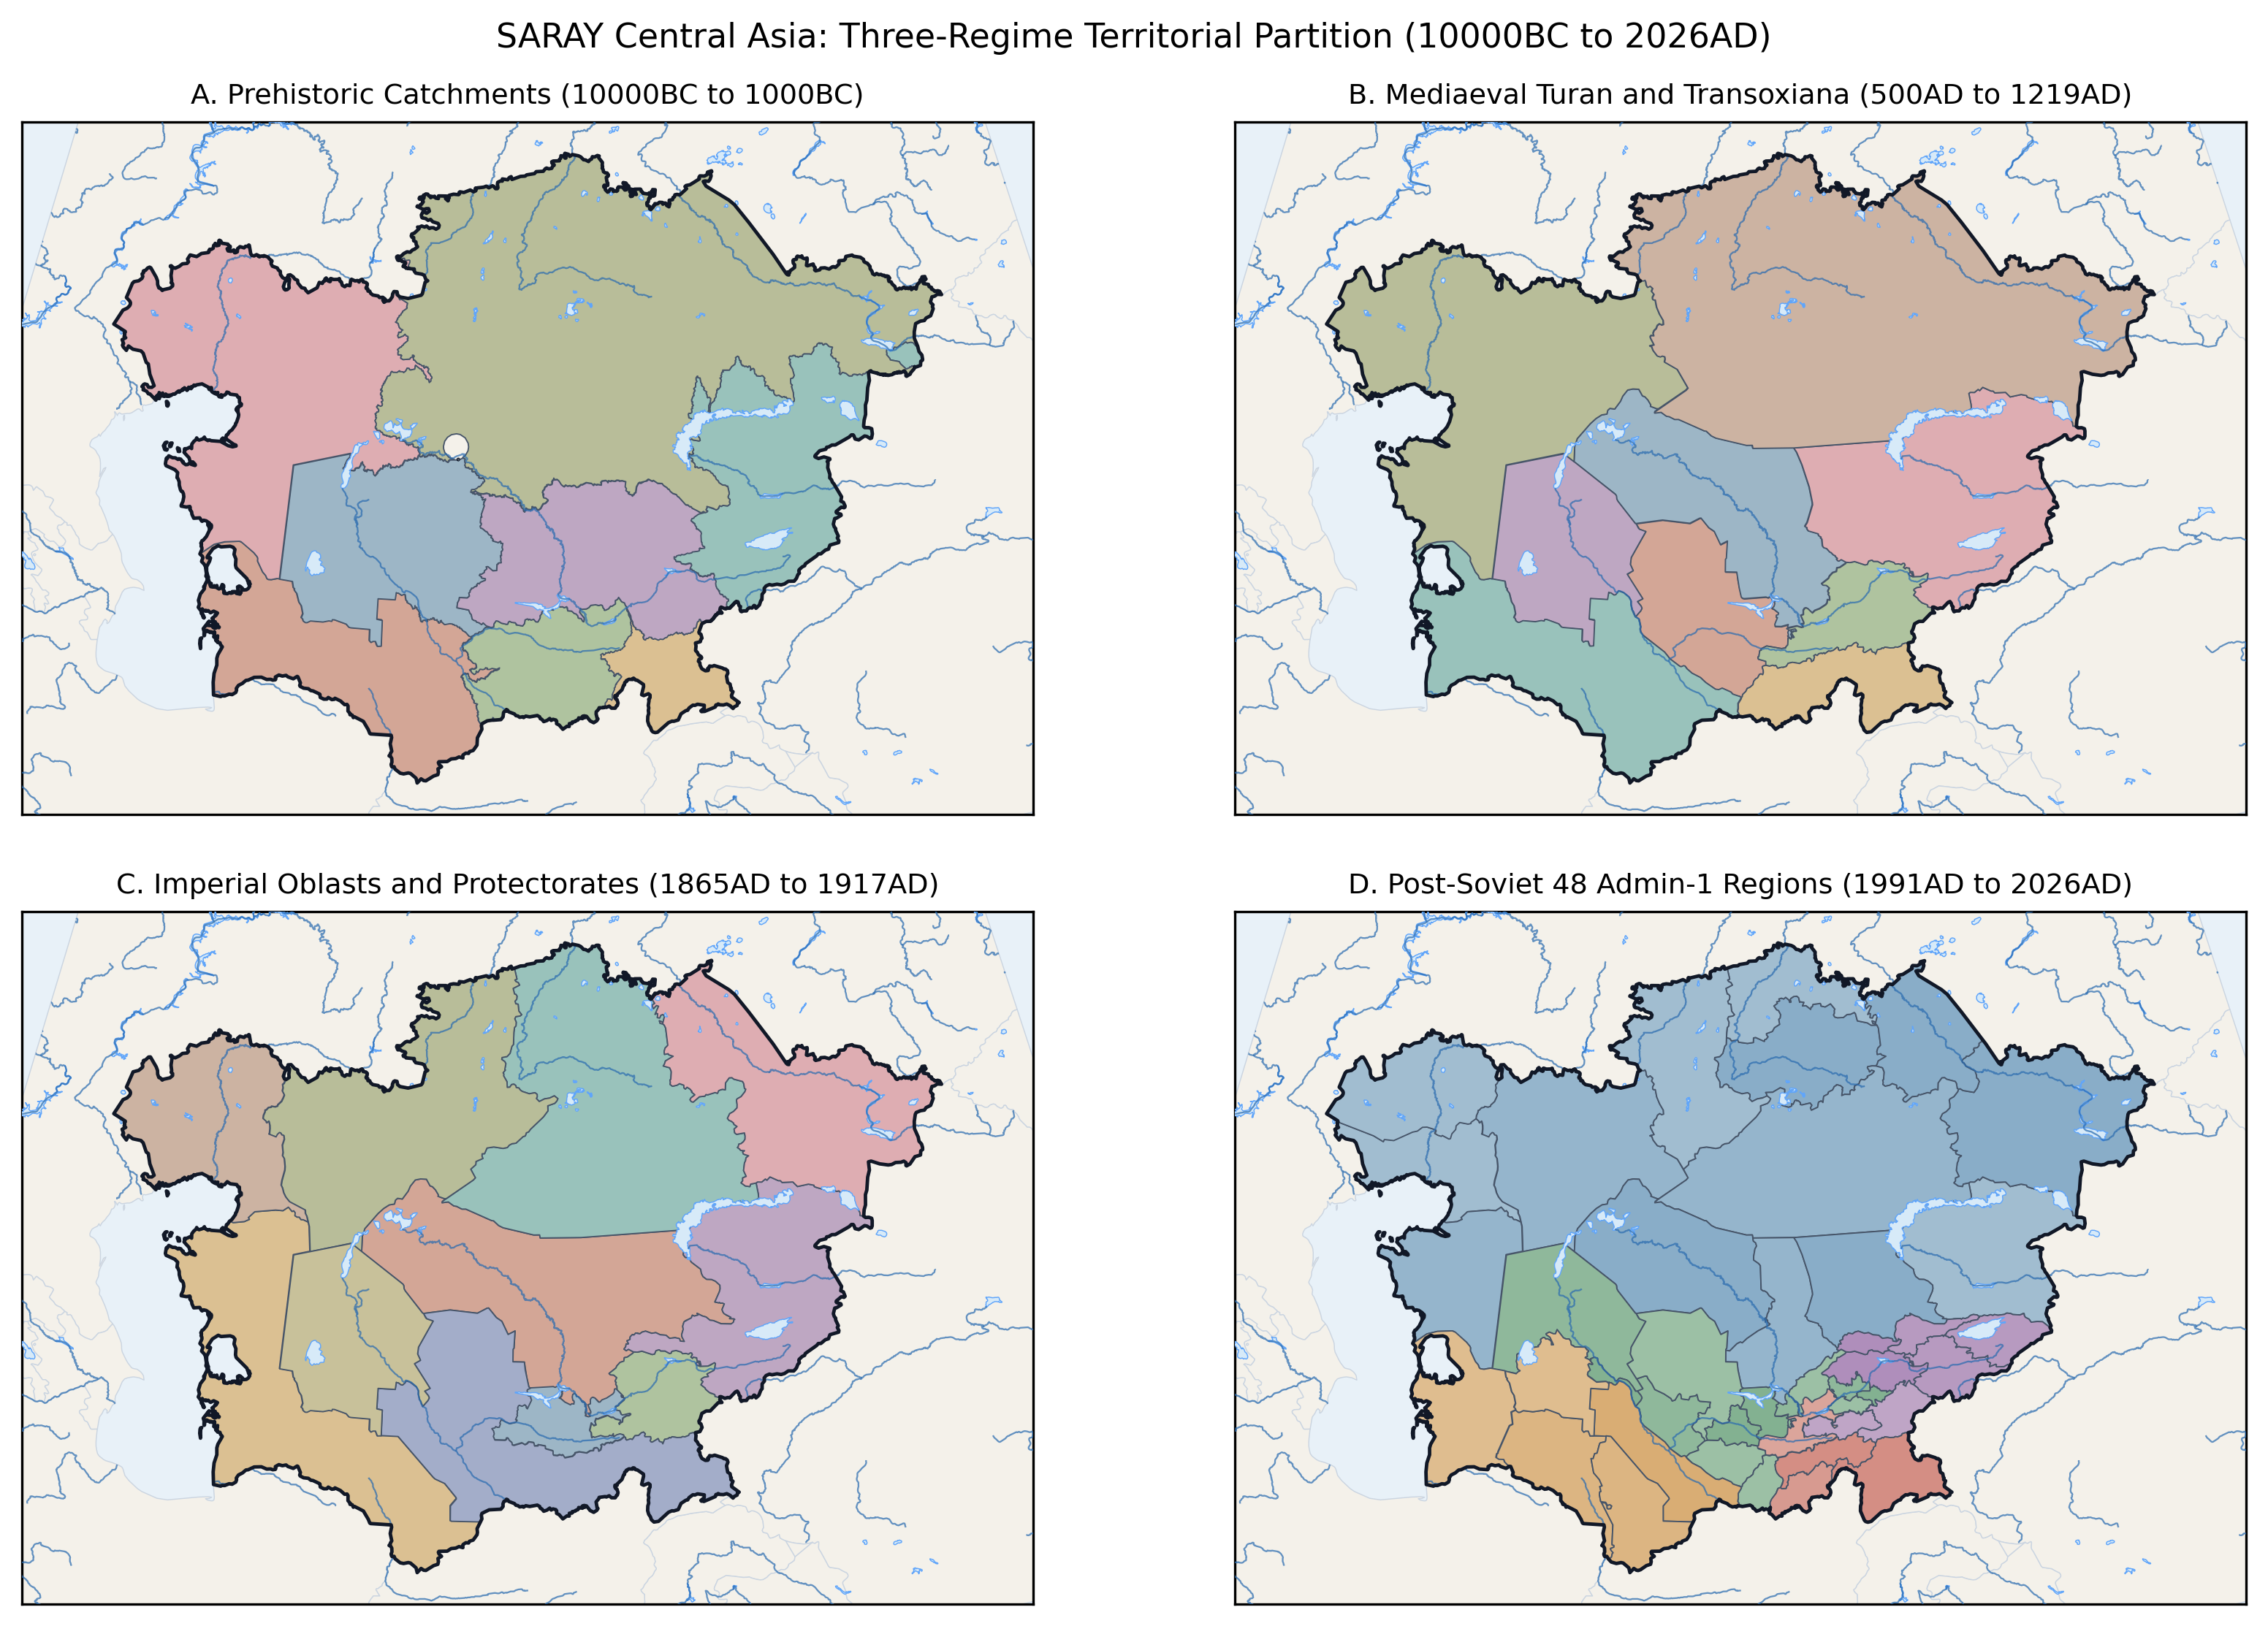 SARAY Central Asia: Three-Regime Territorial Partition (10000BC to 2026AD)
A. Prehistoric Catchments (10000BC to 1000BC)
B. Mediaeval Turan and Transoxiana (500AD to 1219AD)
C. Imperial Oblasts and Protectorates (1865AD to 1917AD)
D. Post-Soviet 48 Admin-1 Regions (1991AD to 2026AD)